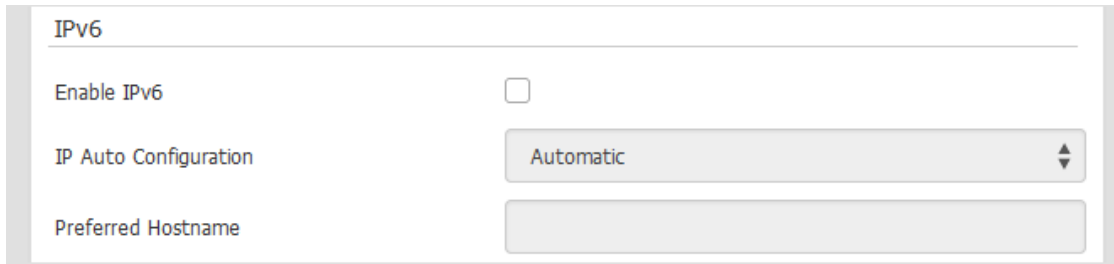 IPv6
Enable IPv6
IP Auto Configuration Automatic
Preferred Hostname